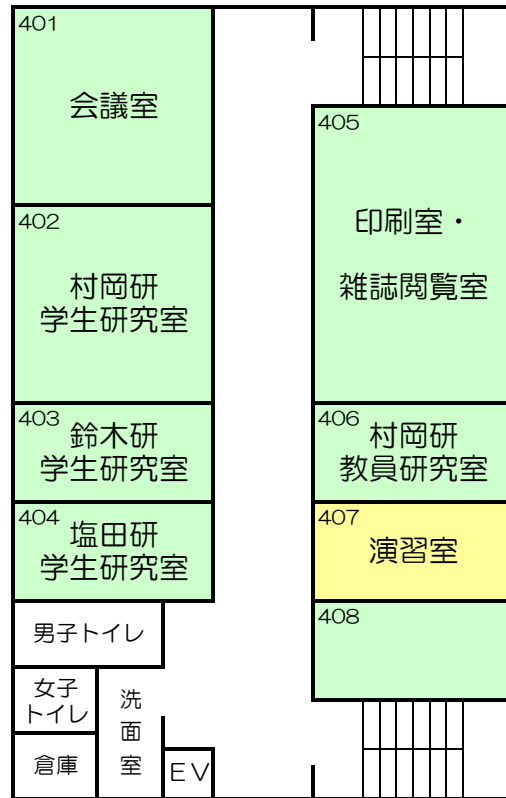 401
会議室
402
村岡研
学生研究室
403
鈴木研
学生研究室
404
塩田研
学生研究室
男子トイレ
女子
トイレ
洗
面
室
倉庫
ＥＶ
405
印刷室・
雑誌閲覧室
406
村岡研
教員研究室
407
演習室
408